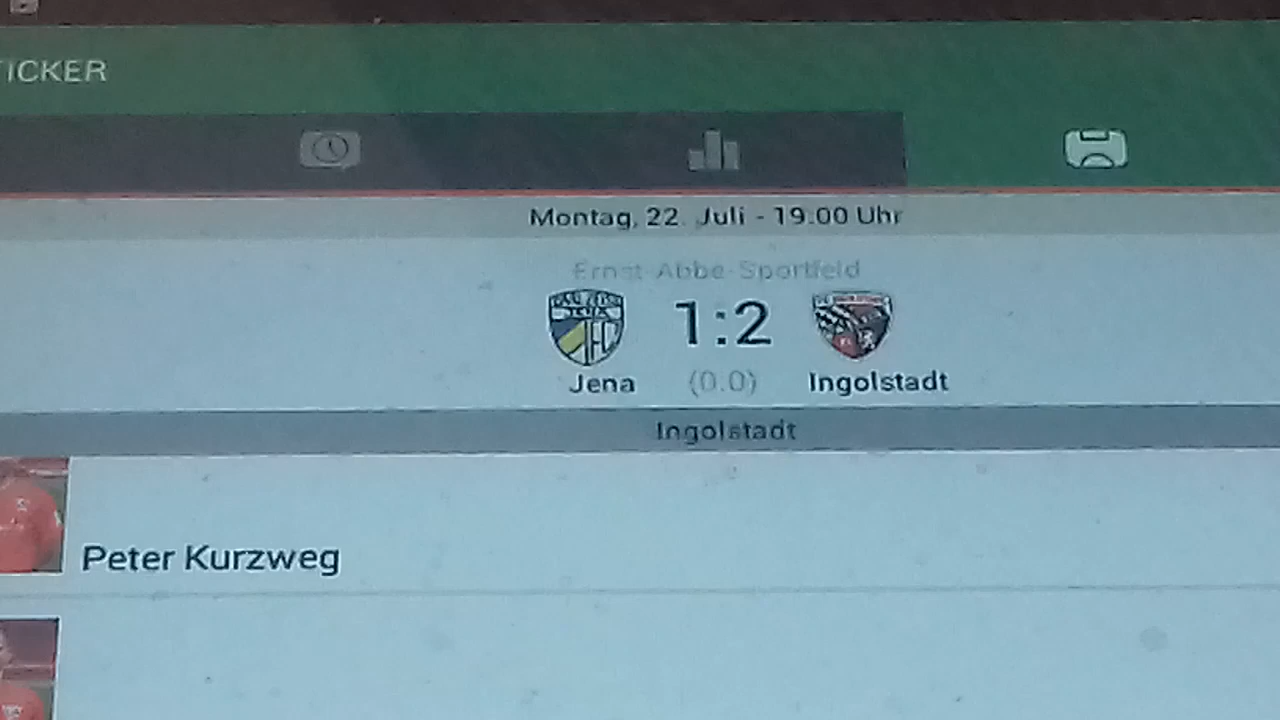 TICKER
Montag, 22. Juli - 19.00 Uhr
Ernst-Abbe-Sportfeld
1:2
Jena (0:0) Ingolstadt
Ingolstadt
Peter Kurzweg